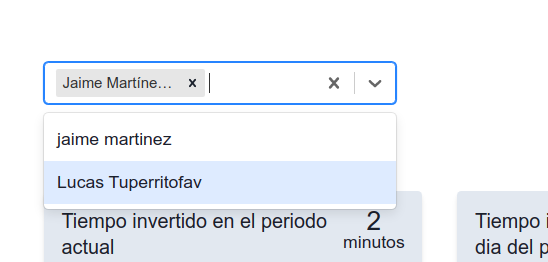 Jaime Martíne...
jaime martinez
Lucas Tuperritofav
Tiempo invertido en el periodo
actual
2
minutos
Tiempo
dia del